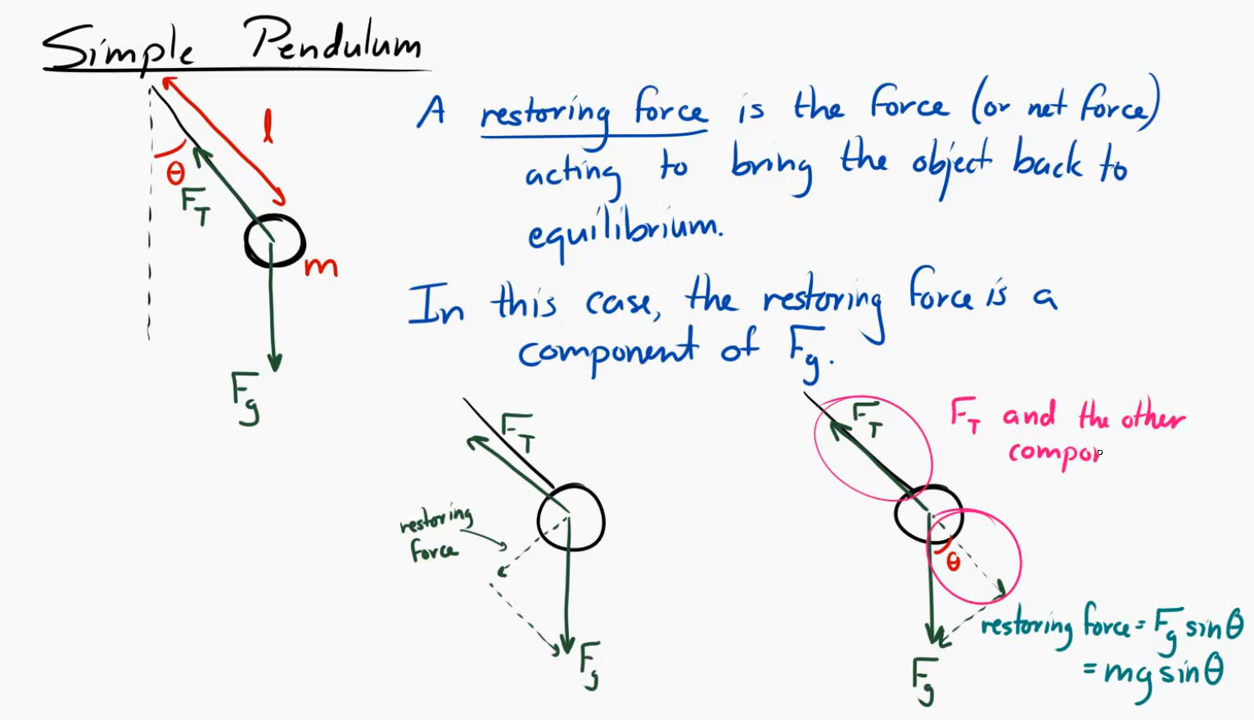 Simple Pendulum
l
θ
F_T
m
F_g
A restoring force is the force (or net force)
acting to bring the object back to
equilibrium.
In this case, the restoring force is a
component of F_g.
F_T
restoring
force
F_g
F_T
F_T and the other
compor
θ
restoring force = F_g sinθ
= mg sinθ
F_g